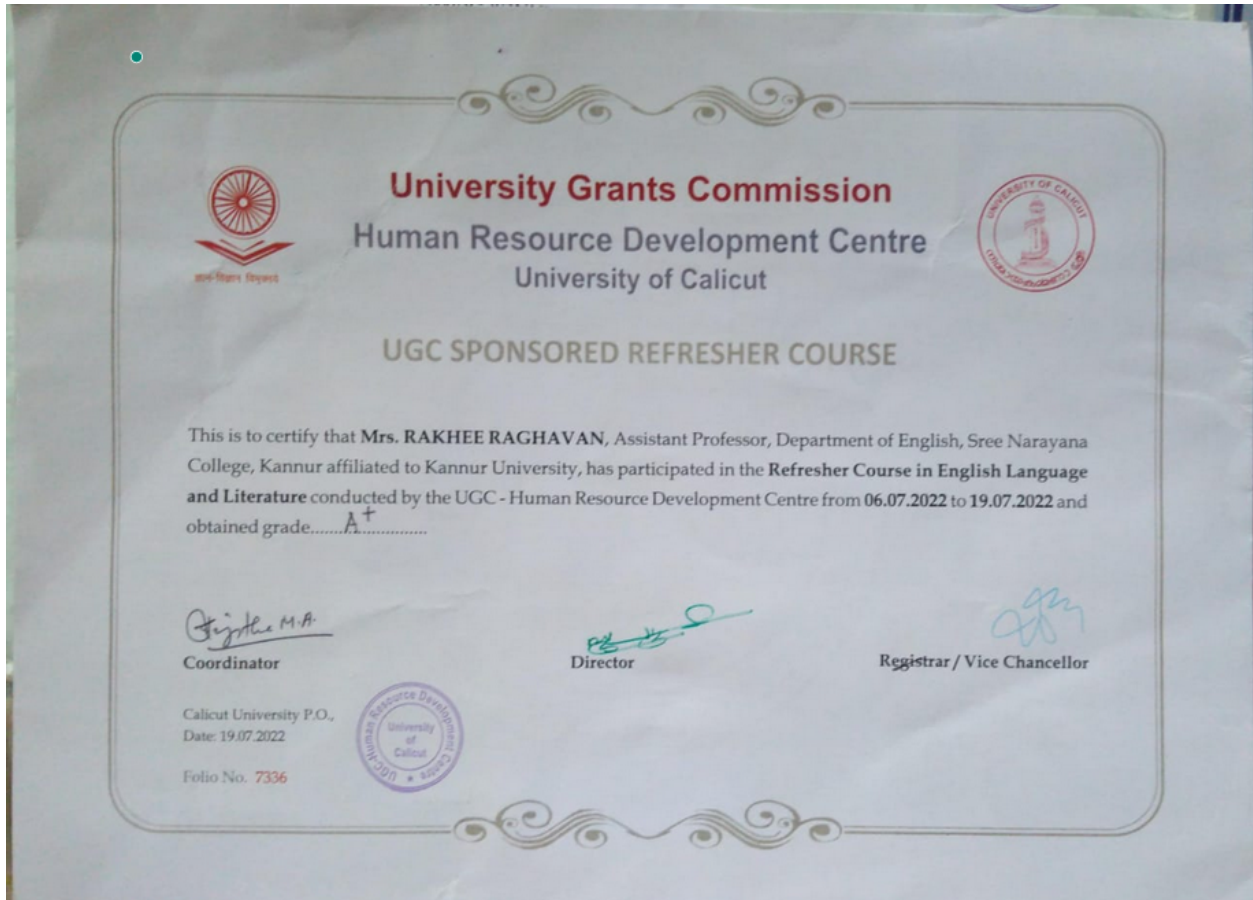 University Grants Commission
Human Resource Development Centre
University of Calicut
ज्ञान-विज्ञान विमुक्तये
UNIVERSITY OF CALICUT
UGC SPONSORED REFRESHER COURSE
This is to certify that Mrs. RAKHEE RAGHAVAN, Assistant Professor, Department of English, Sree Narayana
College, Kannur affiliated to Kannur University, has participated in the Refresher Course in English Language
and Literature conducted by the UGC - Human Resource Development Centre from 06.07.2022 to 19.07.2022 and
obtained grade.......A+..............
M.A.
Coordinator
Director
Registrar / Vice Chancellor
Calicut University P.O.,
Date: 19.07.2022
Folio No. 7336
UGC-Human Resource Development Centre
University
of
Calicut